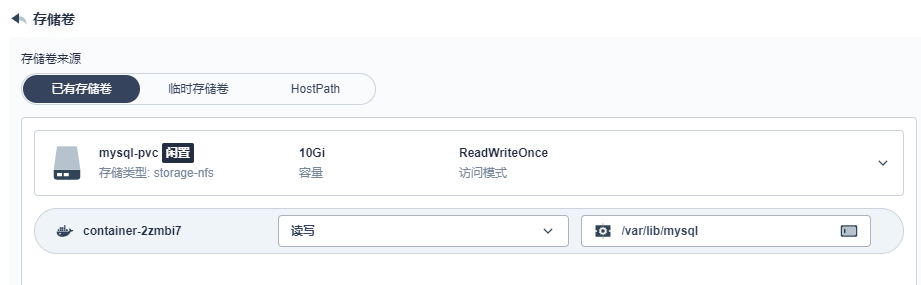 存储卷
存储卷来源
已有存储卷 临时存储卷 HostPath
mysql-pvc 闲置 10Gi ReadWriteOnce
存储类型: storage-nfs 容量 访问模式
container-2zmbi7 读写 /var/lib/mysql